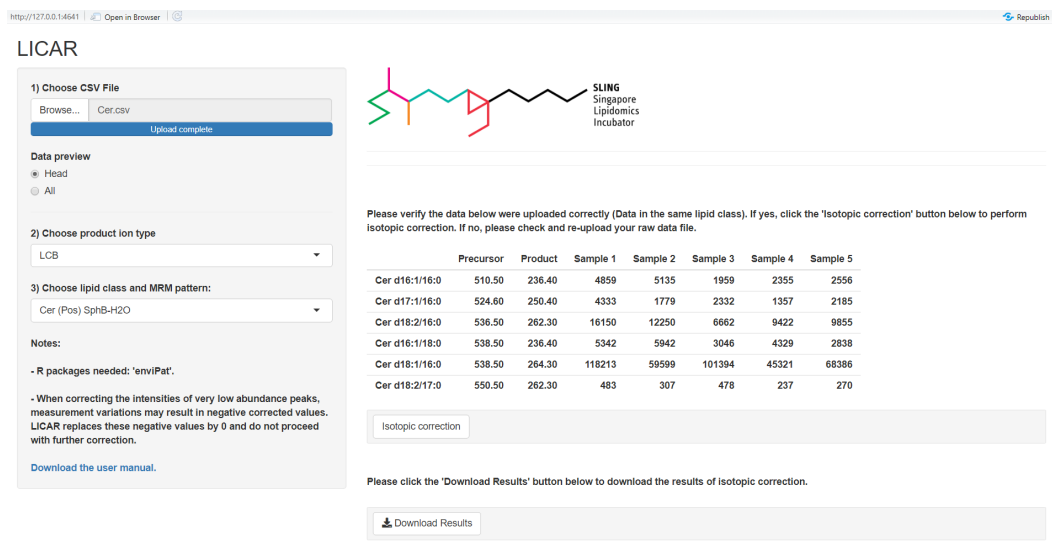 http://127.0.0.1:4641 Open in Browser Republish
LICAR
1) Choose CSV File
Browse... Cer.csv
Upload complete
Data preview
Head
All
2) Choose product ion type
LCB
3) Choose lipid class and MRM pattern:
Cer (Pos) SphB-H2O
Notes:
- R packages needed: 'enviPat'.
- When correcting the intensities of very low abundance peaks,
measurement variations may result in negative corrected values.
LICAR replaces these negative values by 0 and do not proceed
with further correction.
Download the user manual.
SLING
Singapore
Lipidomics
Incubator
Please verify the data below were uploaded correctly (Data in the same lipid class). If yes, click the 'Isotopic correction' button below to perform
isotopic correction. If no, please check and re-upload your raw data file.
Precursor Product Sample 1 Sample 2 Sample 3 Sample 4 Sample 5
Cer d16:1/16:0 510.50 236.40 4859 5135 1959 2355 2556
Cer d17:1/16:0 524.60 250.40 4333 1779 2332 1357 2185
Cer d18:2/16:0 536.50 262.30 16150 12250 6662 9422 9855
Cer d16:1/18:0 538.50 236.40 5342 5942 3046 4329 2838
Cer d18:1/16:0 538.50 264.30 118213 59599 101394 45321 68386
Cer d18:2/17:0 550.50 262.30 483 307 478 237 270
Isotopic correction
Please click the 'Download Results' button below to download the results of isotopic correction.
Download Results